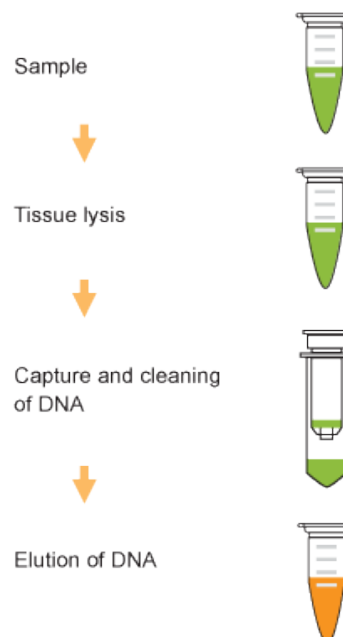 Sample
Tissue lysis
Capture and cleaning
of DNA
Elution of DNA